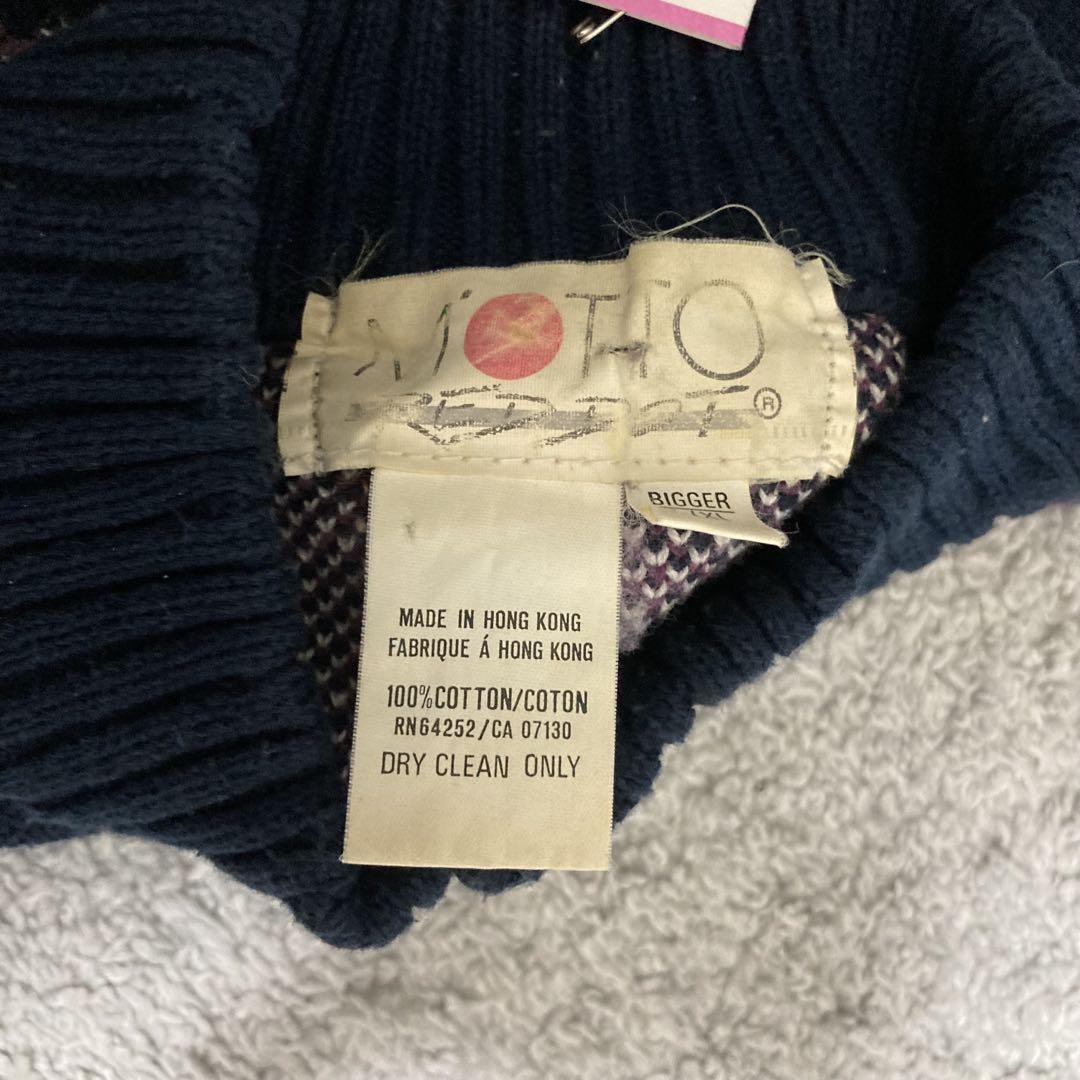 BIGGER
MADE IN HONG KONG
FABRIQUE Á HONG KONG
100%COTTON/COTON
RN64252/CA 07130
DRY CLEAN ONLY